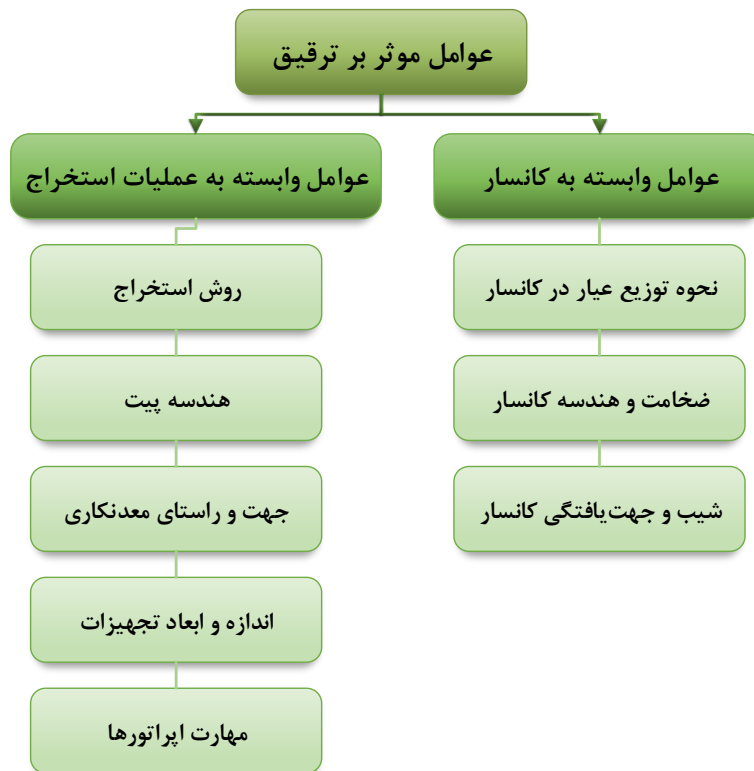 عوامل موثر بر ترقیق
عوامل وابسته به کانسار
نحوه توزیع عیار در کانسار
ضخامت و هندسه کانسار
شیب و جهت‌یافتگی کانسار
عوامل وابسته به عملیات استخراج
روش استخراج
هندسه پیت
جهت و راستای معدنکاری
اندازه و ابعاد تجهیزات
مهارت اپراتورها